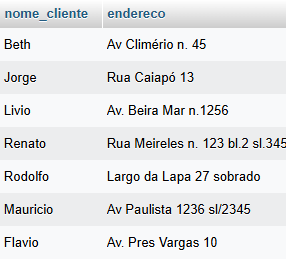 nome_cliente endereco
Beth Av Climério n. 45
Jorge Rua Caiapó 13
Livio Av. Beira Mar n.1256
Renato Rua Meireles n. 123 bl.2 sl.345
Rodolfo Largo da Lapa 27 sobrado
Mauricio Av Paulista 1236 sl/2345
Flavio Av. Pres Vargas 10